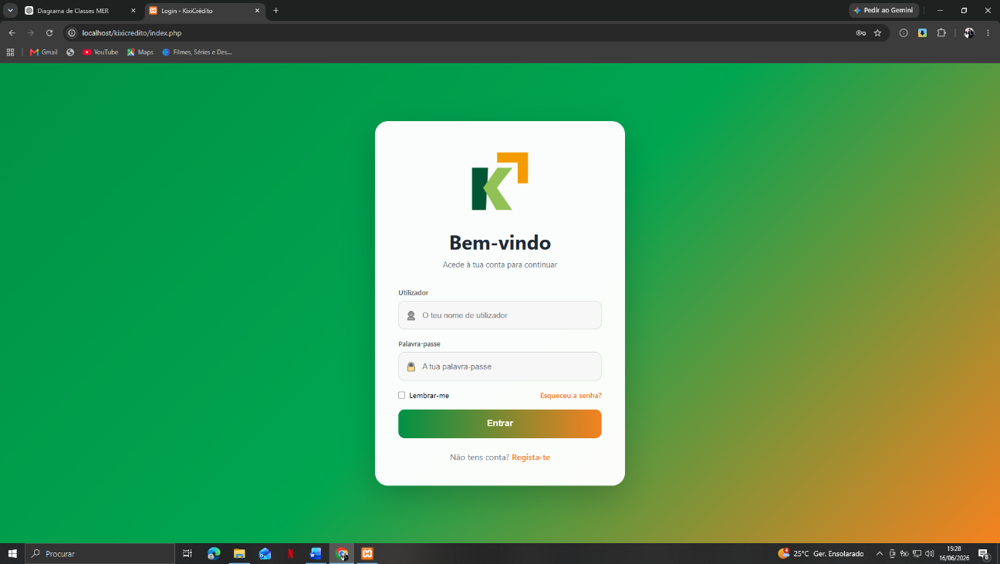 Diagrama de Classes MER
Login - KixiCrédito
Pedir ao Gemini
localhost/kixicredito/index.php
Gmail
YouTube
Maps
Filmes, Séries e Des...
Bem-vindo
Acede à tua conta para continuar
Utilizador
O teu nome de utilizador
Palavra-passe
A tua palavra-passe
Lembrar-me
Esqueceu a senha?
Entrar
Não tens conta? Regista-te
Procurar
25°C Ger. Ensolarado
15:28
16/06/2026
8